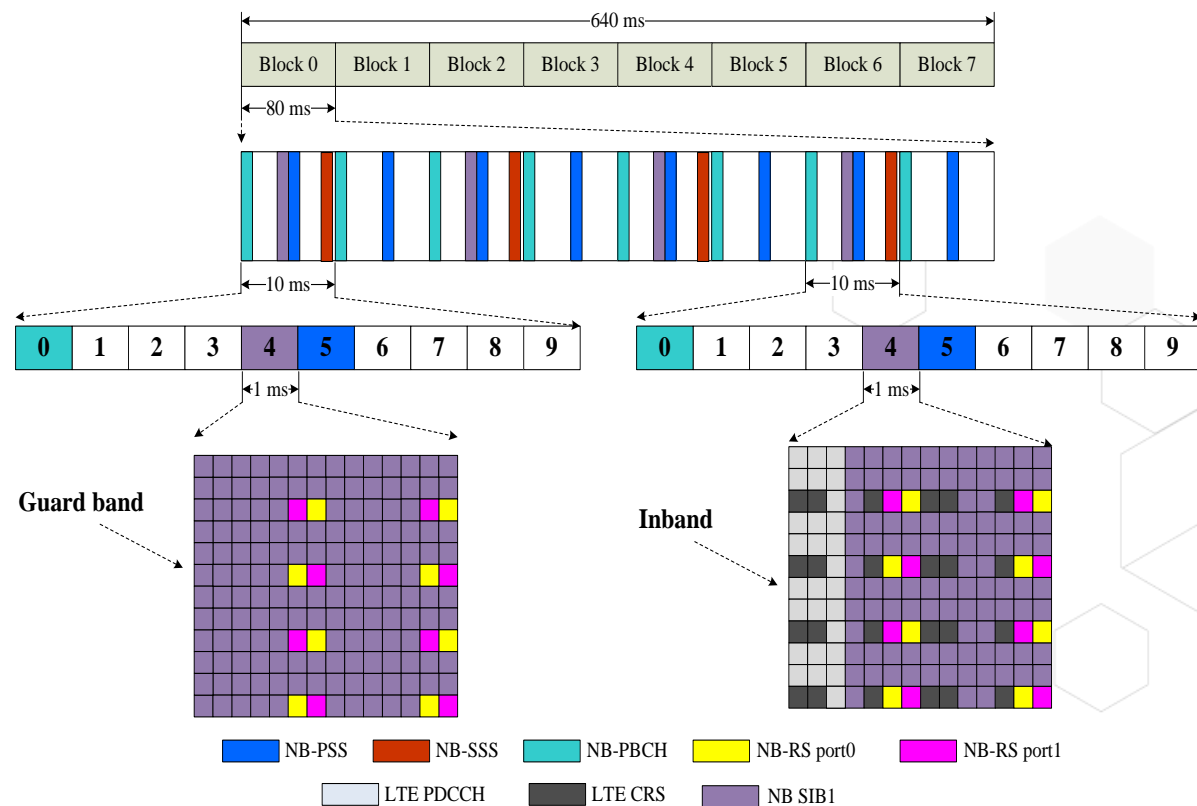 640 ms
Block 0 Block 1 Block 2 Block 3 Block 4 Block 5 Block 6 Block 7
80 ms
10 ms 10 ms
0 1 2 3 4 5 6 7 8 9 0 1 2 3 4 5 6 7 8 9
1 ms 1 ms
Guard band
Inband
NB-PSS NB-SSS NB-PBCH NB-RS port0 NB-RS port1
LTE PDCCH LTE CRS NB SIB1